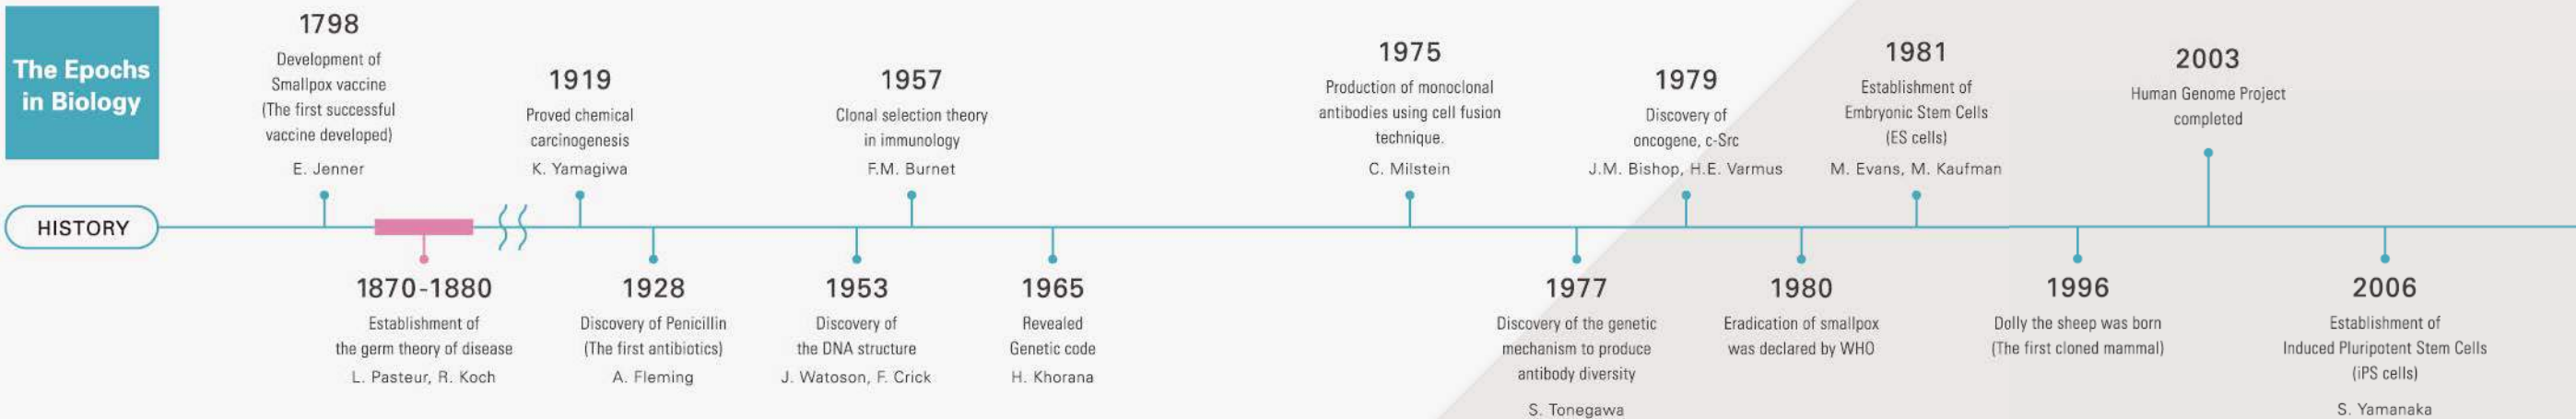 The Epochs
in Biology
HISTORY
1798
Development of
Smallpox vaccine
(The first successful
vaccine developed)
E. Jenner
1870-1880
Establishment of
the germ theory of disease
L. Pasteur, R. Koch
1919
Proved chemical
carcinogenesis
K. Yamagiwa
1928
Discovery of Penicillin
(The first antibiotics)
A. Fleming
1953
Discovery of
the DNA structure
J. Watoson, F. Crick
1957
Clonal selection theory
in immunology
F.M. Burnet
1965
Revealed
Genetic code
H. Khorana
1975
Production of monoclonal
antibodies using cell fusion
technique.
C. Milstein
1977
Discovery of the genetic
mechanism to produce
antibody diversity
S. Tonegawa
1979
Discovery of
oncogene, c-Src
J.M. Bishop, H.E. Varmus
1980
Eradication of smallpox
was declared by WHO
1981
Establishment of
Embryonic Stem Cells
(ES cells)
M. Evans, M. Kaufman
1996
Dolly the sheep was born
(The first cloned mammal)
2003
Human Genome Project
completed
2006
Establishment of
Induced Pluripotent Stem Cells
(iPS cells)
S. Yamanaka